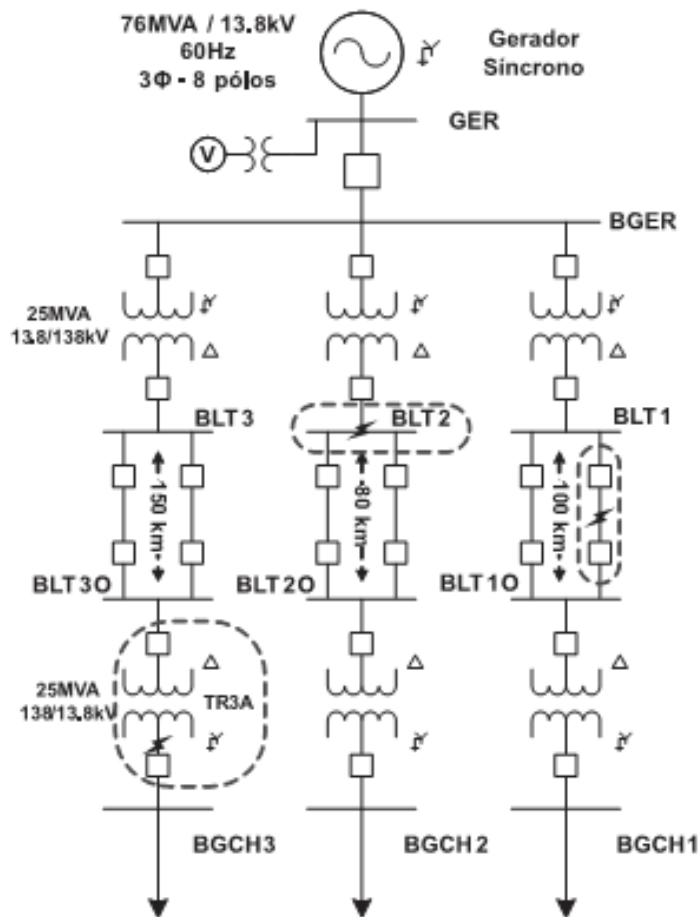 76MVA / 13.8kV
60Hz
3Φ - 8 pólos
Gerador
Síncrono
GER
V
BGER
25MVA
13.8/138kV
BLT3
BLT2
BLT1
150 km
80 km
100 km
BLT3O
BLT2O
BLT1O
25MVA
138/13.8kV
TR3A
BGCH3
BGCH2
BGCH1